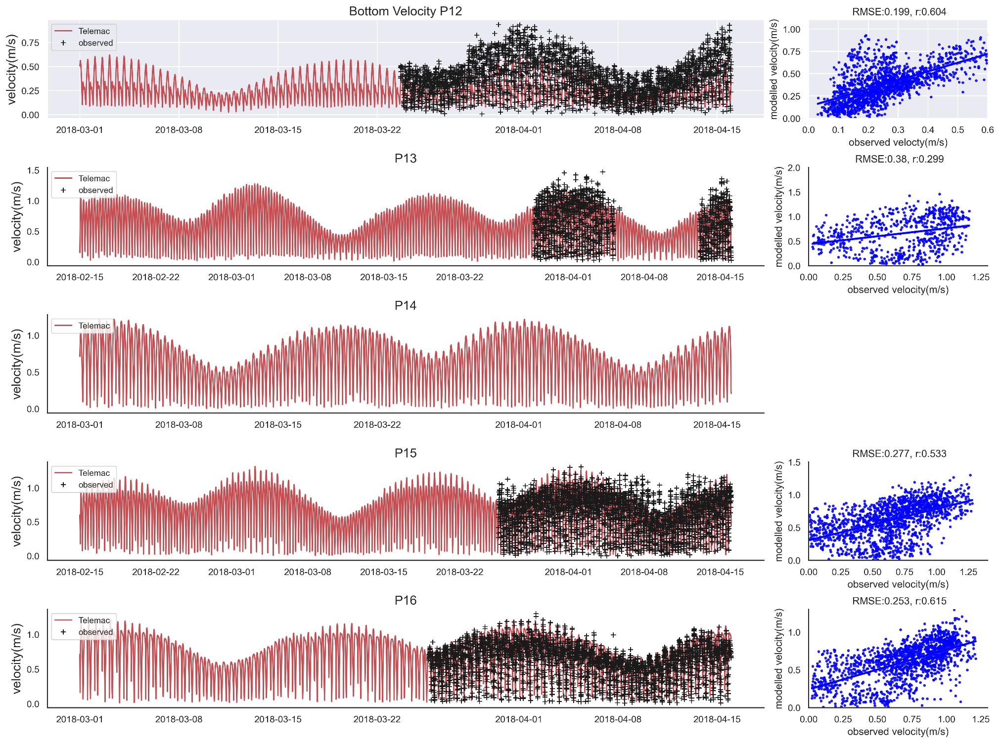 Bottom Velocity P12
RMSE:0.199, r:0.604
velocity(m/s)
Telemac
observed
0.75
0.50
0.25
0.00
2018-03-01 2018-03-08 2018-03-15 2018-03-22 2018-04-01 2018-04-08 2018-04-15
modelled velocity(m/s)
1.00
0.75
0.50
0.25
0.00
0.0 0.1 0.2 0.3 0.4 0.5 0.6
observed velocty(m/s)
P13
RMSE:0.38, r:0.299
velocity(m/s)
Telemac
observed
1.5
1.0
0.5
0.0
2018-02-15 2018-02-22 2018-03-01 2018-03-08 2018-03-15 2018-03-22 2018-04-01 2018-04-08 2018-04-15
modelled velocity(m/s)
2.0
1.5
1.0
0.5
0.0
0.00 0.25 0.50 0.75 1.00 1.25
observed velocity(m/s)
P14
velocity(m/s)
Telemac
1.0
0.5
0.0
2018-03-01 2018-03-08 2018-03-15 2018-03-22 2018-04-01 2018-04-08 2018-04-15
P15
RMSE:0.277, r:0.533
velocity(m/s)
Telemac
observed
1.0
0.5
0.0
2018-02-15 2018-02-22 2018-03-01 2018-03-08 2018-03-15 2018-03-22 2018-04-01 2018-04-08 2018-04-15
modelled velocity(m/s)
1.5
1.0
0.5
0.0
0.00 0.25 0.50 0.75 1.00 1.25
observed velocity(m/s)
P16
RMSE:0.253, r:0.615
velocity(m/s)
Telemac
observed
1.0
0.5
0.0
2018-03-01 2018-03-08 2018-03-15 2018-03-22 2018-04-01 2018-04-08 2018-04-15
modelled velocity(m/s)
1.0
0.5
0.0
0.00 0.25 0.50 0.75 1.00 1.25
observed velocity(m/s)